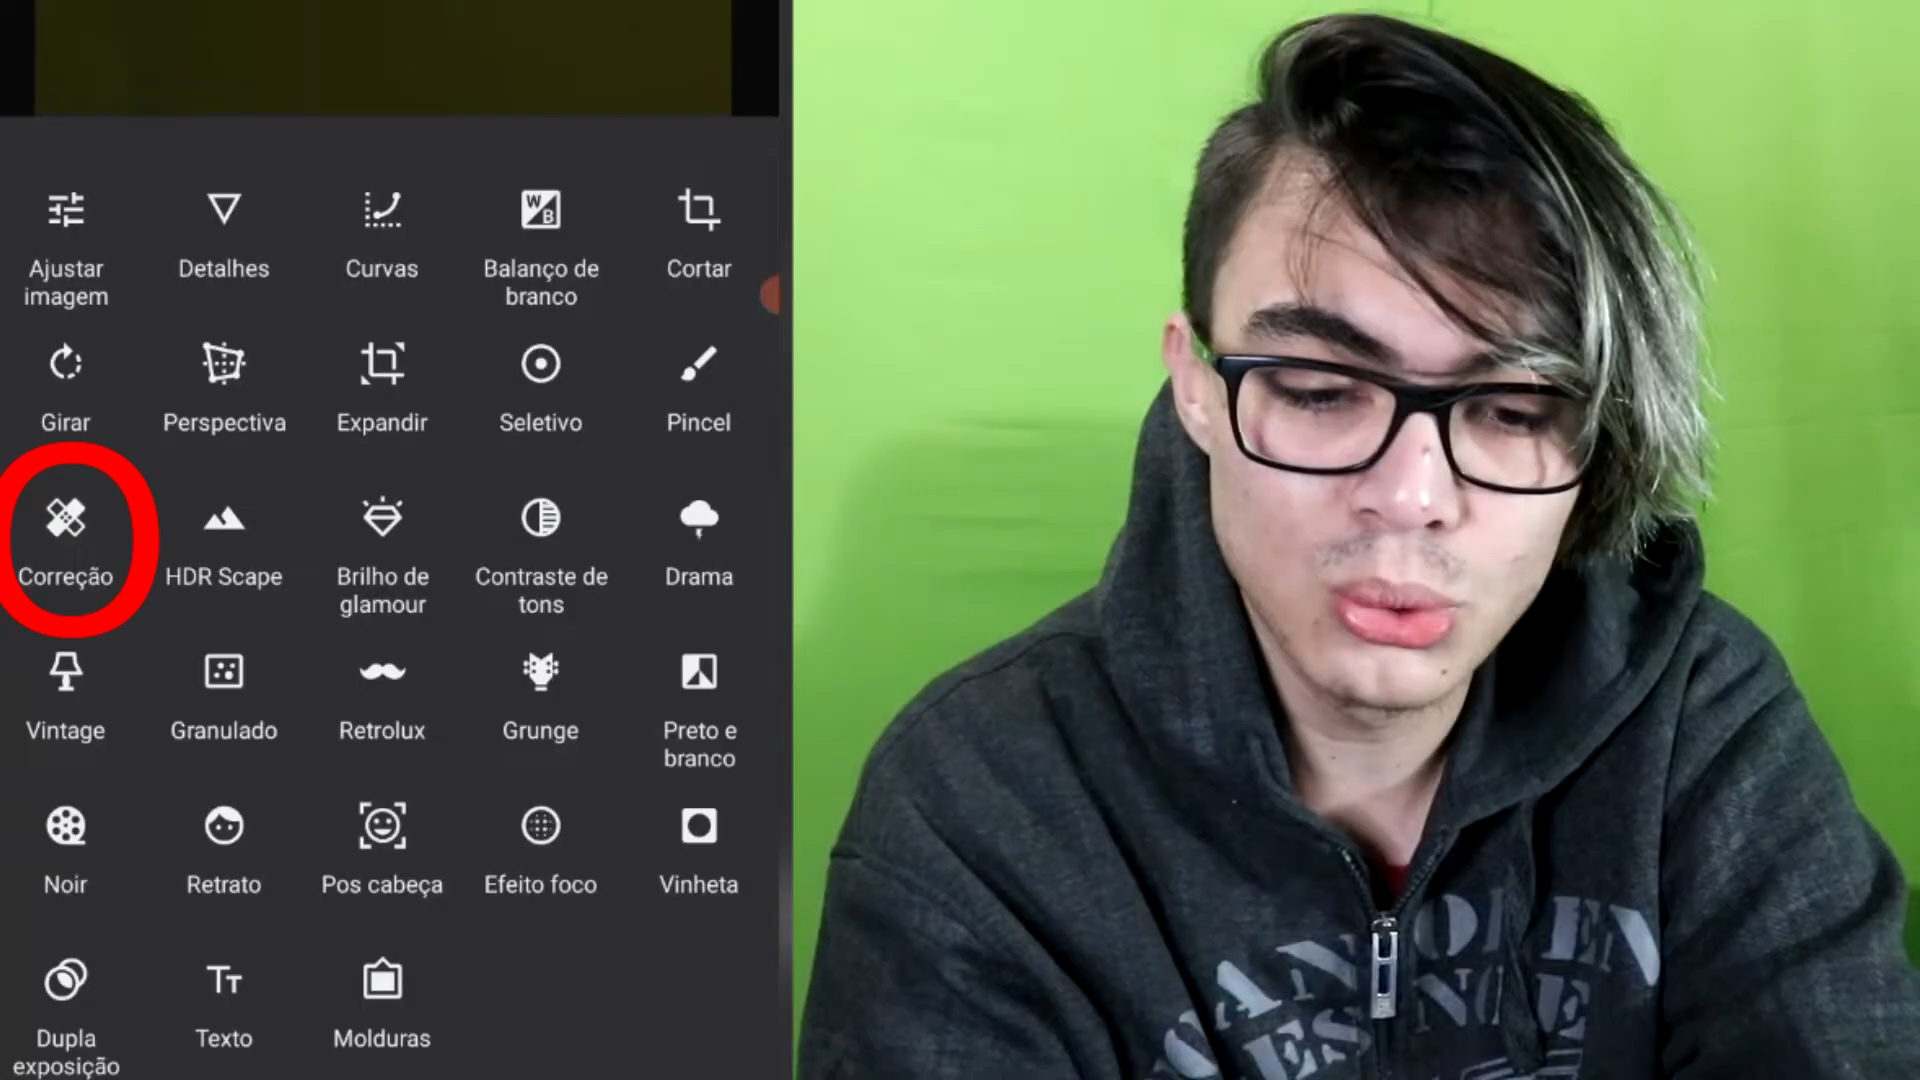 W
B
Ajustar
imagem
Detalhes
Curvas
Balanço de
branco
Cortar
Girar
Perspectiva
Expandir
Seletivo
Pincel
Correção
HDR Scape
Brilho de
glamour
Contraste de
tons
Drama
Vintage
Granulado
Retrolux
Grunge
Preto e
branco
Noir
Retrato
Pos cabeça
Efeito foco
Vinheta
Tт
Dupla
exposição
Texto
Molduras